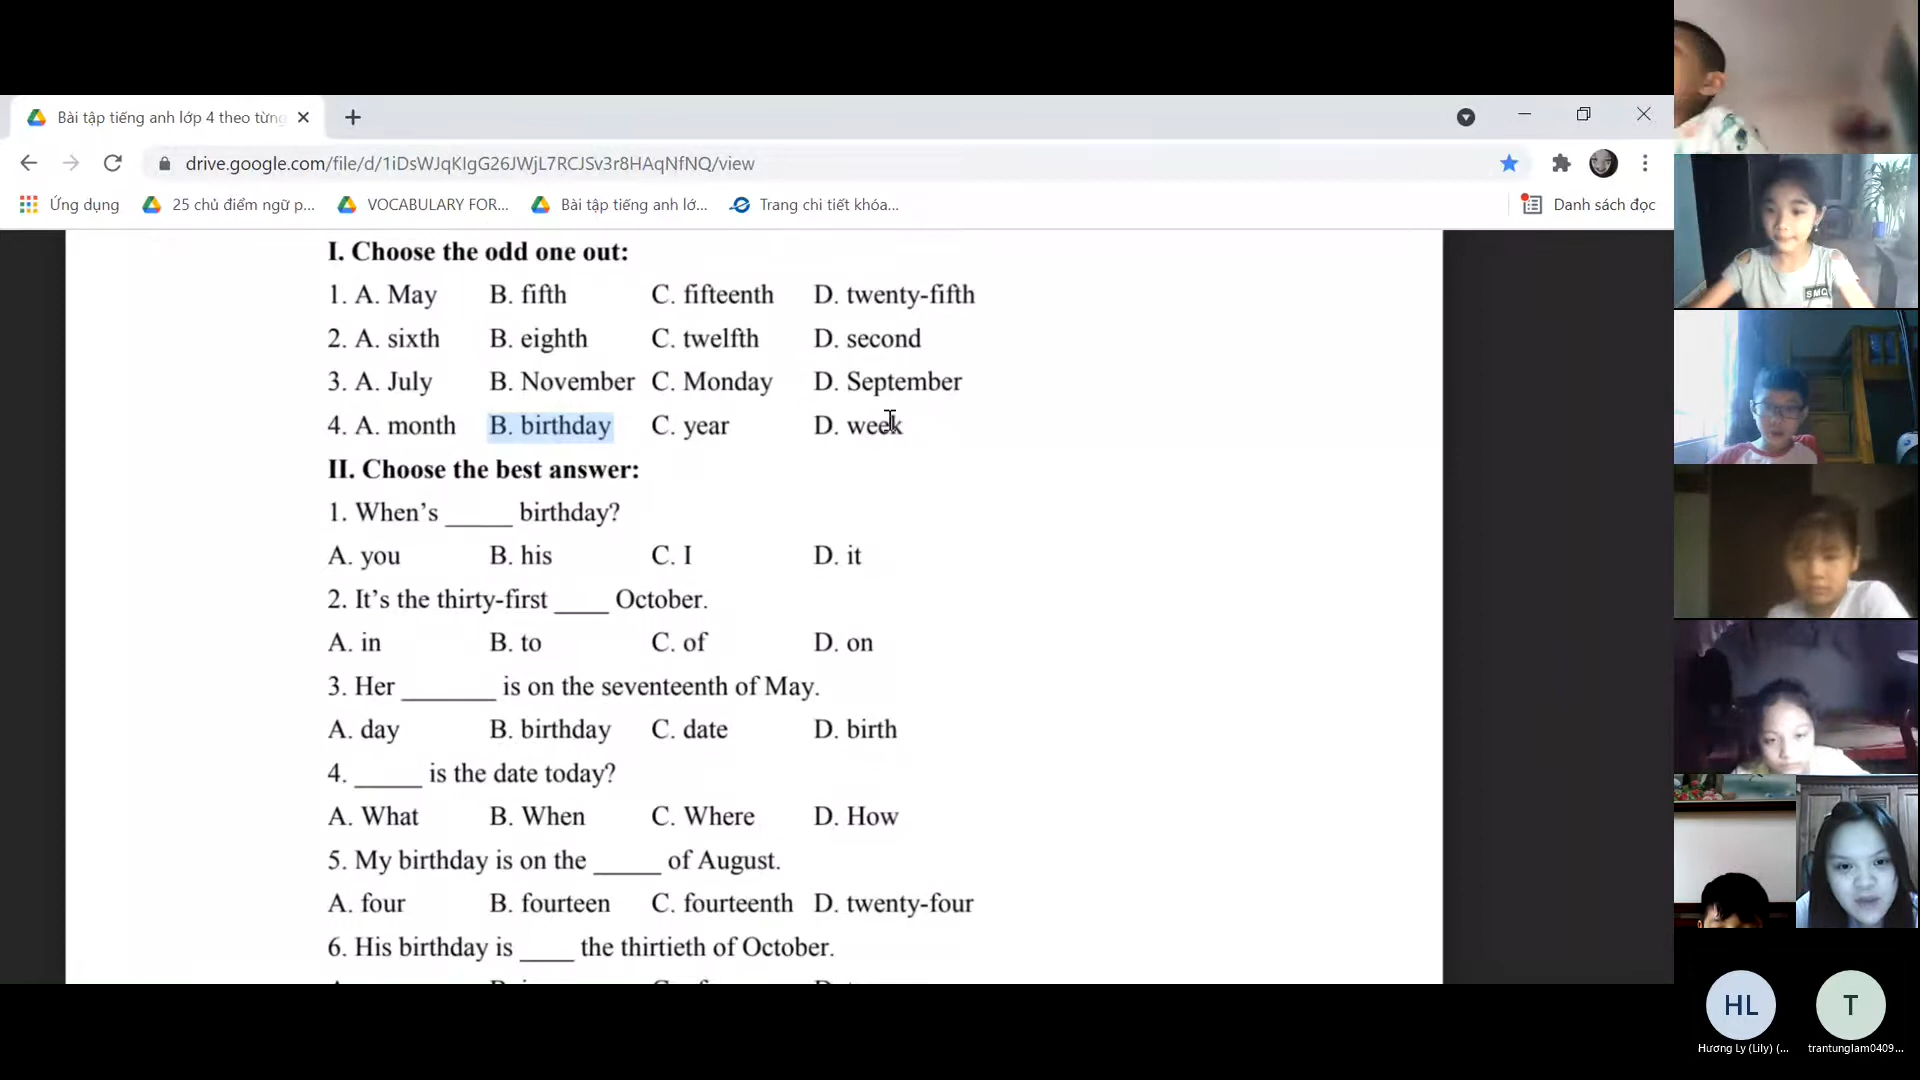 Bài tập tiếng anh lớp 4 theo từng
drive.google.com/file/d/1iDsWJqKIgG26JWjL7RCJSv3r8HAqNfNQ/view
Ứng dụng 25 chủ điểm ngữ p... VOCABULARY FOR... Bài tập tiếng anh lớ... Trang chi tiết khóa... Danh sách đọc
I. Choose the odd one out:
1. A. May B. fifth C. fifteenth D. twenty-fifth
2. A. sixth B. eighth C. twelfth D. second
3. A. July B. November C. Monday D. September
4. A. month B. birthday C. year D. week
II. Choose the best answer:
1. When’s _____ birthday?
A. you B. his C. I D. it
2. It’s the thirty-first ____ October.
A. in B. to C. of D. on
3. Her _______ is on the seventeenth of May.
A. day B. birthday C. date D. birth
4. _____ is the date today?
A. What B. When C. Where D. How
5. My birthday is on the _____ of August.
A. four B. fourteen C. fourteenth D. twenty-four
6. His birthday is ____ the thirtieth of October.
SMQ
HL T
Hương Ly (Lily) (... trantunglam0409...